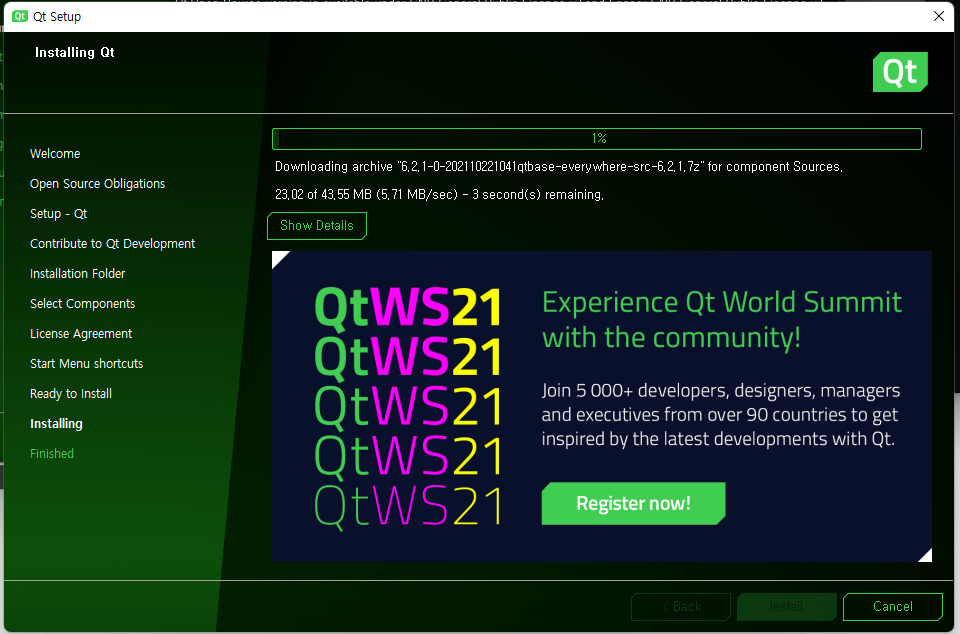 Qt Setup
Installing Qt
Qt
Welcome
Open Source Obligations
Setup - Qt
Contribute to Qt Development
Installation Folder
Select Components
License Agreement
Start Menu shortcuts
Ready to Install
Installing
Finished
1%
Downloading archive "6.2.1-0-202110221041qtbase-everywhere-src-6.2.1.7z" for component Sources.
23.02 of 43.55 MB (5.71 MB/sec) - 3 second(s) remaining.
Show Details
QtWS21
QtWS21
QtWS21
QtWS21
QtWS21
Experience Qt World Summit
with the community!
Join 5 000+ developers, designers, managers
and executives from over 90 countries to get
inspired by the latest developments with Qt.
Register now!
< Back
Install
Cancel